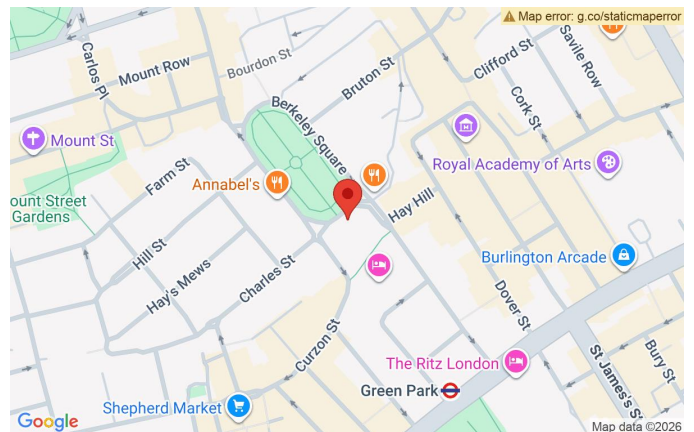 Map error: g.co/staticmaperror
Carlos Pl
Mount Row
Bourdon St
Bruton St
Clifford St
Savile Row
Cork St
Berkeley Square
Mount St
Royal Academy of Arts
Farm St
Annabel's
ount Street
Gardens
Hay Hill
Hill St
Hay's Mews
Charles St
Burlington Arcade
Dover St
Curzon St
The Ritz London
St James's St
Bury St
Green Park
Shepherd Market
Google
Map data ©2026